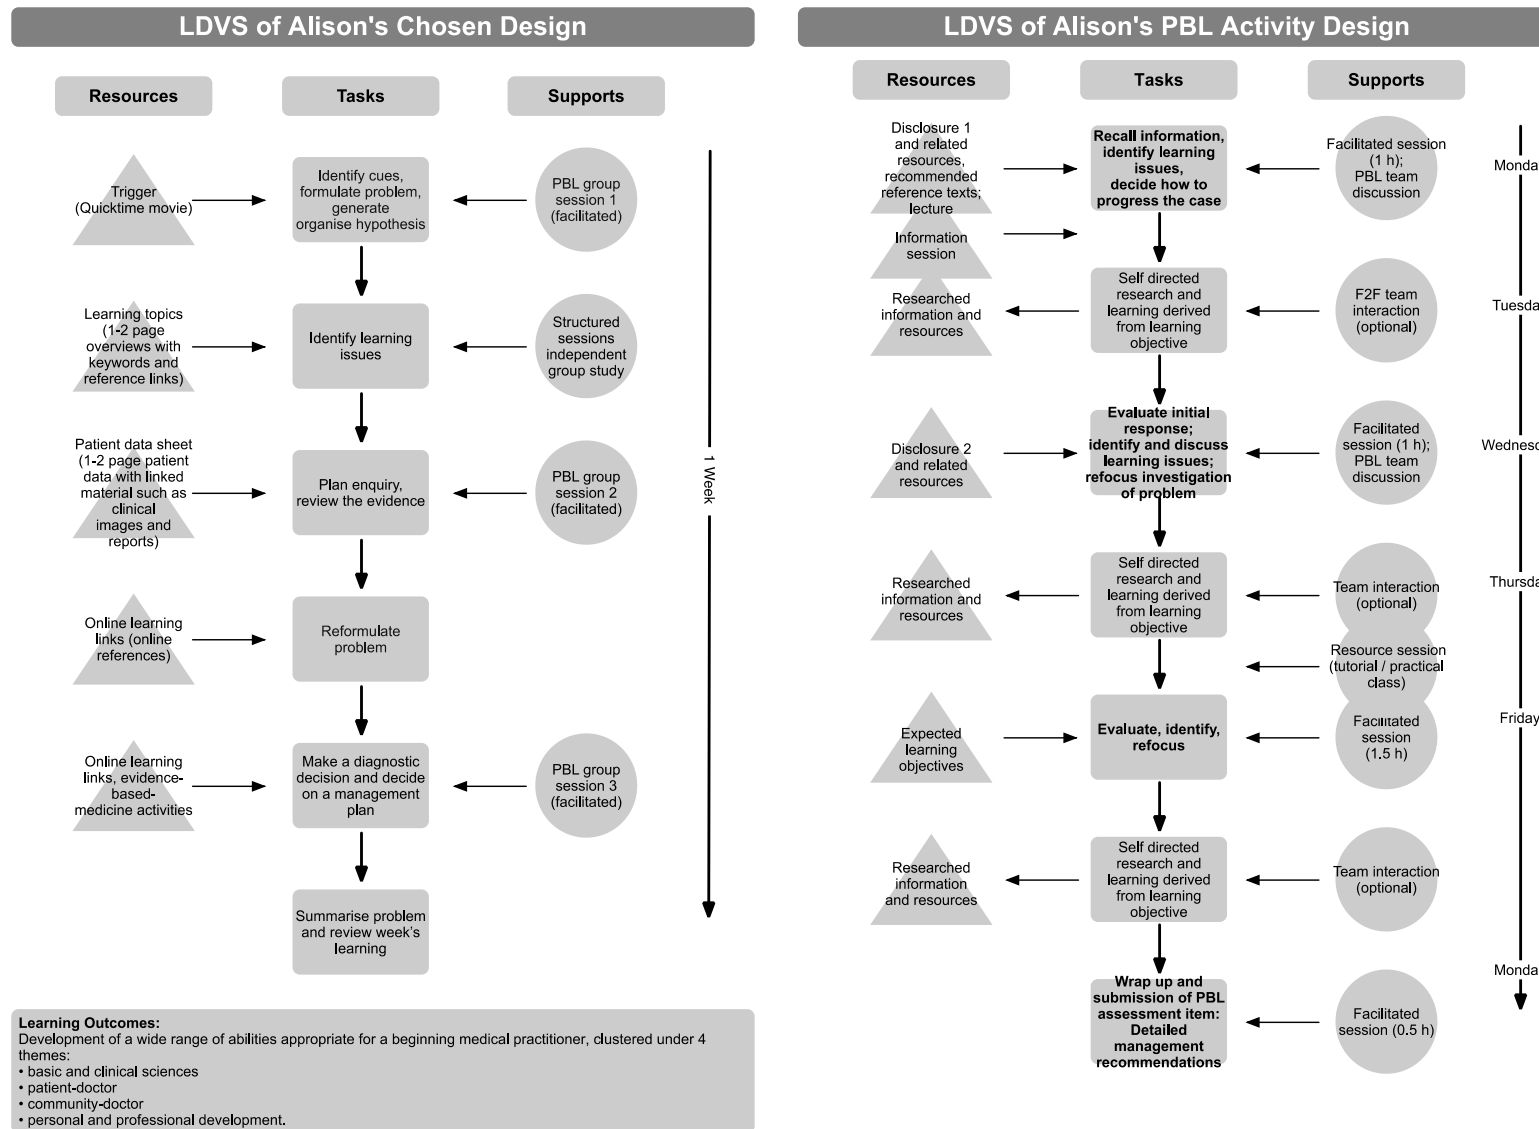 LDVS of Alison's Chosen Design
Resources
Tasks
Supports
Trigger
(Quicktime movie)
Identify cues,
formulate problem,
generate
organise hypothesis
PBL group
session 1
(facilitated)
Learning topics
(1-2 page
overviews with
keywords and
reference links)
Identify learning
issues
Structured
sessions
independent
group study
Patient data sheet
(1-2 page patient
data with linked
material such as
clinical
images and
reports)
Plan enquiry,
review the evidence
PBL group
session 2
(facilitated)
Online learning
links (online
references)
Reformulate
problem
Online learning
links, evidence-
based-
medicine activities
Make a diagnostic
decision and decide
on a management
plan
PBL group
session 3
(facilitated)
Summarise problem
and review week's
learning
1 Week
Learning Outcomes:
Development of a wide range of abilities appropriate for a beginning medical practitioner, clustered under 4
themes:
• basic and clinical sciences
• patient-doctor
• community-doctor
• personal and professional development.
LDVS of Alison's PBL Activity Design
Resources
Tasks
Supports
Disclosure 1
and related
resources,
recommended
reference texts;
lecture
Recall information,
identify learning
issues,
decide how to
progress the case
Facilitated session
(1 h);
PBL team
discussion
Monda
Information
session
Researched
information and
resources
Self directed
research and
learning derived
from learning
objective
F2F team
interaction
(optional)
Tuesda
Disclosure 2
and related
resources
Evaluate initial
response;
identify and discuss
learning issues;
refocus investigation
of problem
Facilitated
session (1 h);
PBL team
discussion
Wednesd
Researched
information and
resources
Self directed
research and
learning derived
from learning
objective
Team interaction
(optional)
Thursda
Resource session
(tutorial / practical
class)
Expected
learning
objectives
Evaluate, identify,
refocus
Facilitated
session
(1.5 h)
Friday
Researched
information
and resources
Self directed
research and
learning derived
from learning
objective
Team interaction
(optional)
Wrap up and
submission of PBL
assessment item:
Detailed
management
recommendations
Facilitated
session (0.5 h)
Monda